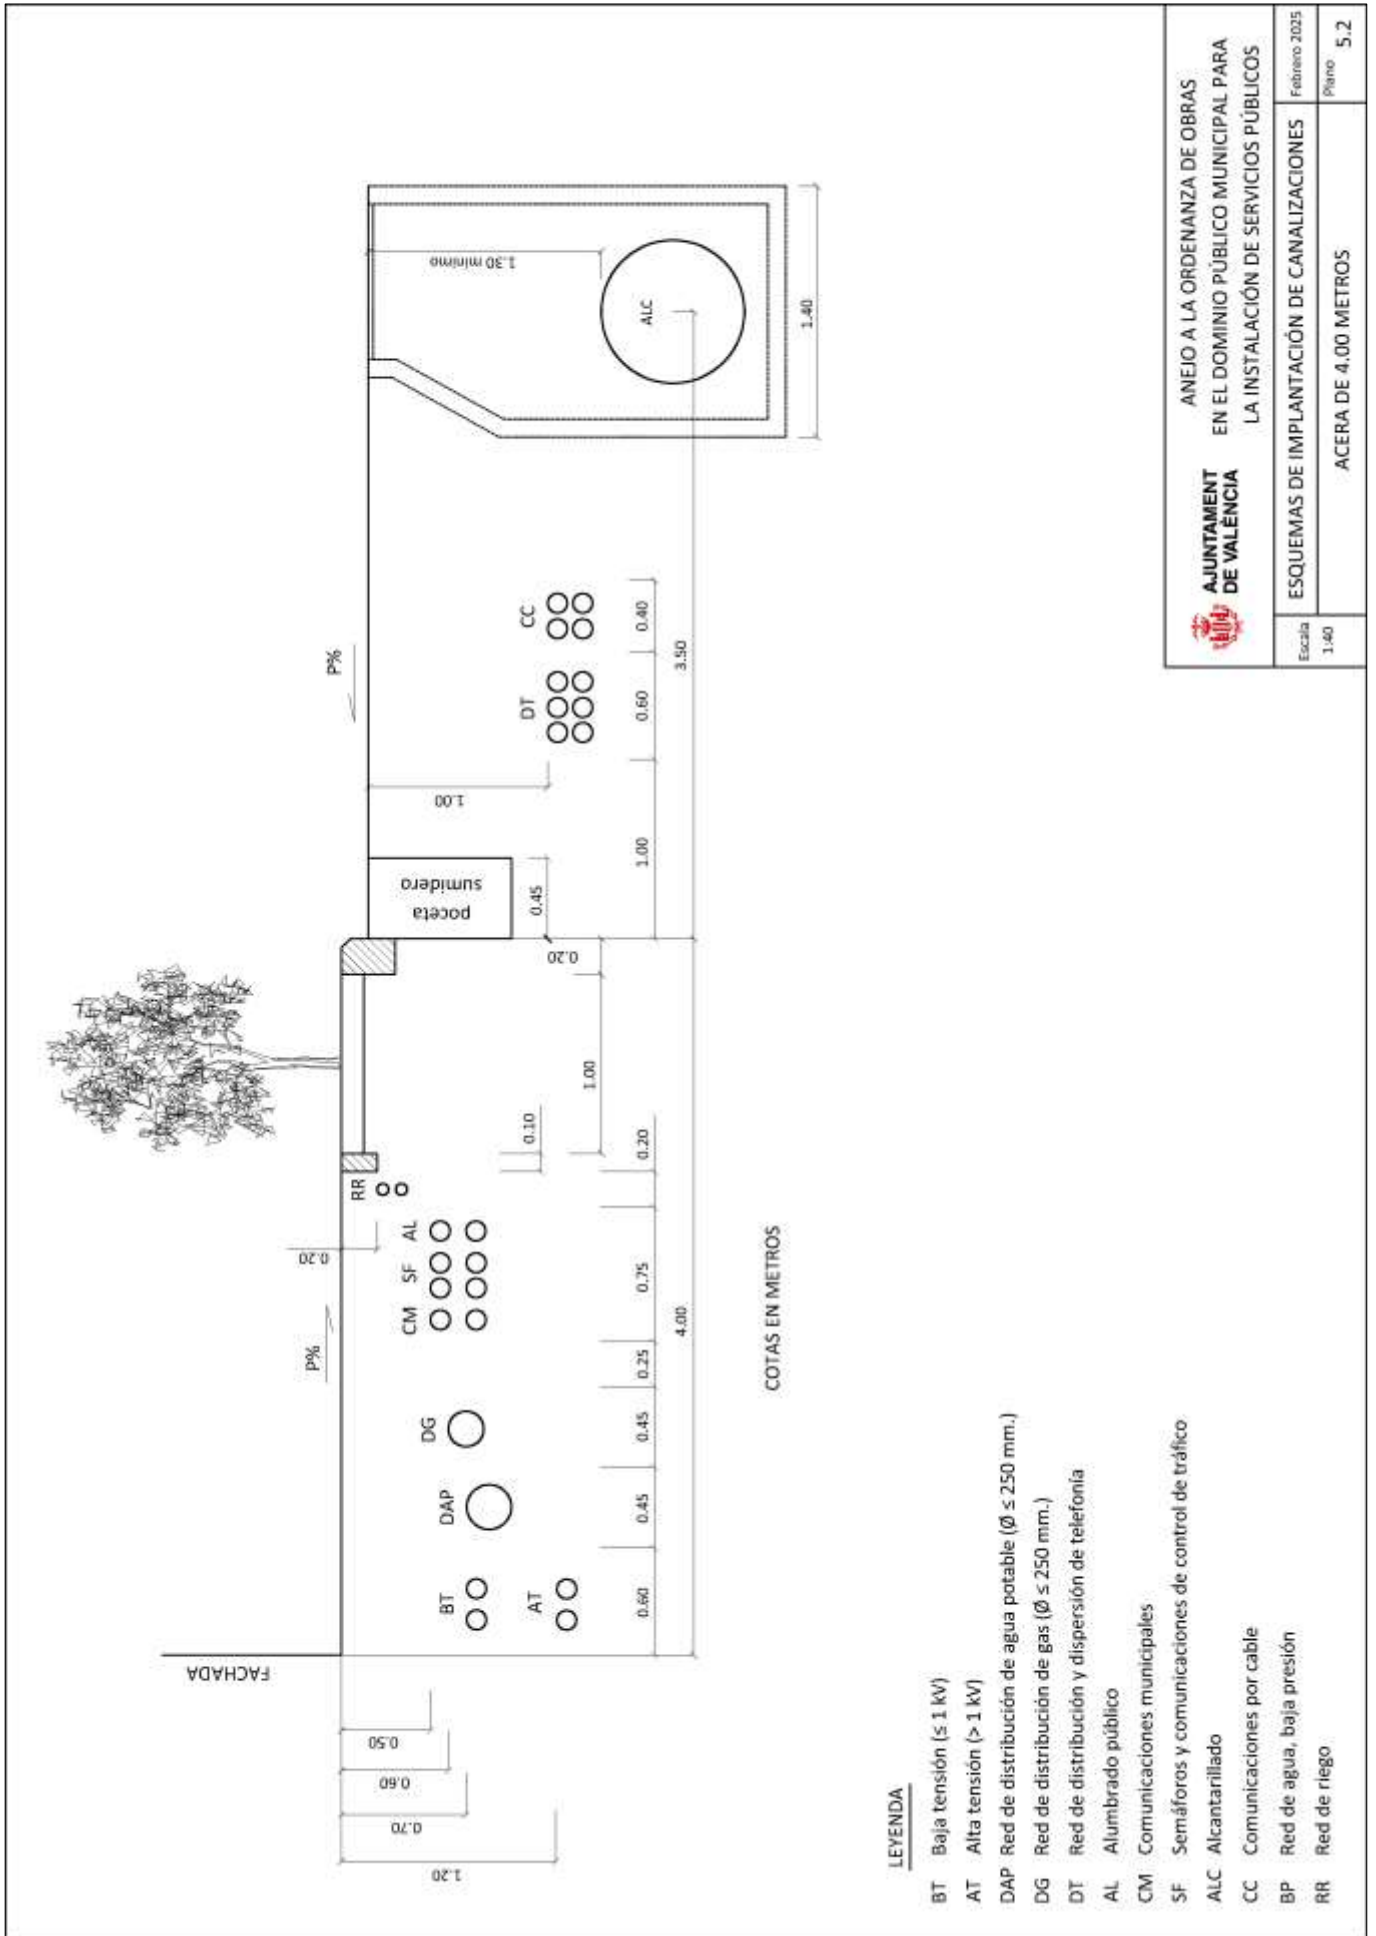 FACHADA
P%
P%
RR
AL
SF
CM
DG
DAP
BT
AT
DT
CC
ALC
poceta
sumidero
0.20
0.50
0.60
0.70
1.20
1.00
1.30 mínimo
0.45
0.20
1.00
0.10
0.60
0.45
0.45
0.25
0.75
0.20
1.00
0.60
0.40
4.00
3.50
1.40
COTAS EN METROS
LEYENDA
BT Baja tensión (≤ 1 kV)
AT Alta tensión (> 1 kV)
DAP Red de distribución de agua potable (Ø ≤ 250 mm.)
DG Red de distribución de gas (Ø ≤ 250 mm.)
DT Red de distribución y dispersión de telefonía
AL Alumbrado público
CM Comunicaciones municipales
SF Semáforos y comunicaciones de control de tráfico
ALC Alcantarillado
CC Comunicaciones por cable
BP Red de agua, baja presión
RR Red de riego
AJUNTAMENT
DE VALÈNCIA
ANEJO A LA ORDENANZA DE OBRAS
EN EL DOMINIO PÚBLICO MUNICIPAL PARA
LA INSTALACIÓN DE SERVICIOS PÚBLICOS
Escala
1:40
ESQUEMAS DE IMPLANTACIÓN DE CANALIZACIONES
Febrero 2025
ACERA DE 4.00 METROS
Plano 5.2